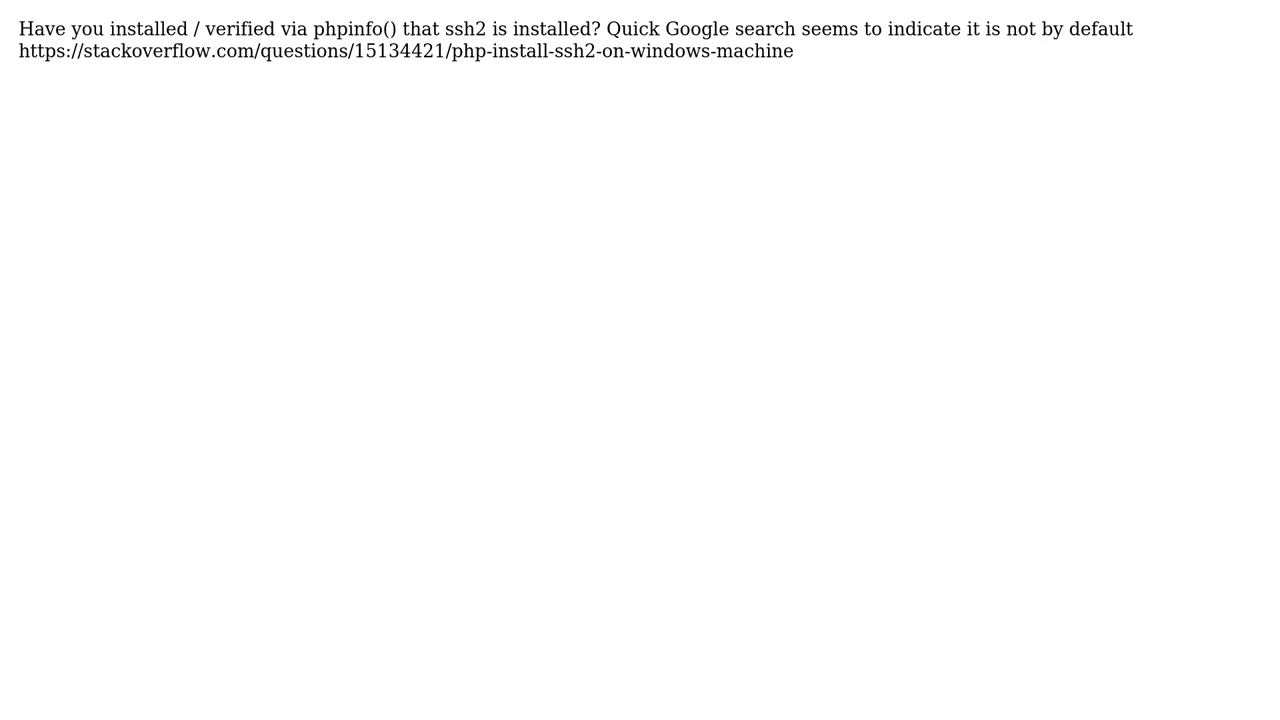 Have you installed / verified via phpinfo() that ssh2 is installed? Quick Google search seems to indicate it is not by default
https://stackoverflow.com/questions/15134421/php-install-ssh2-on-windows-machine